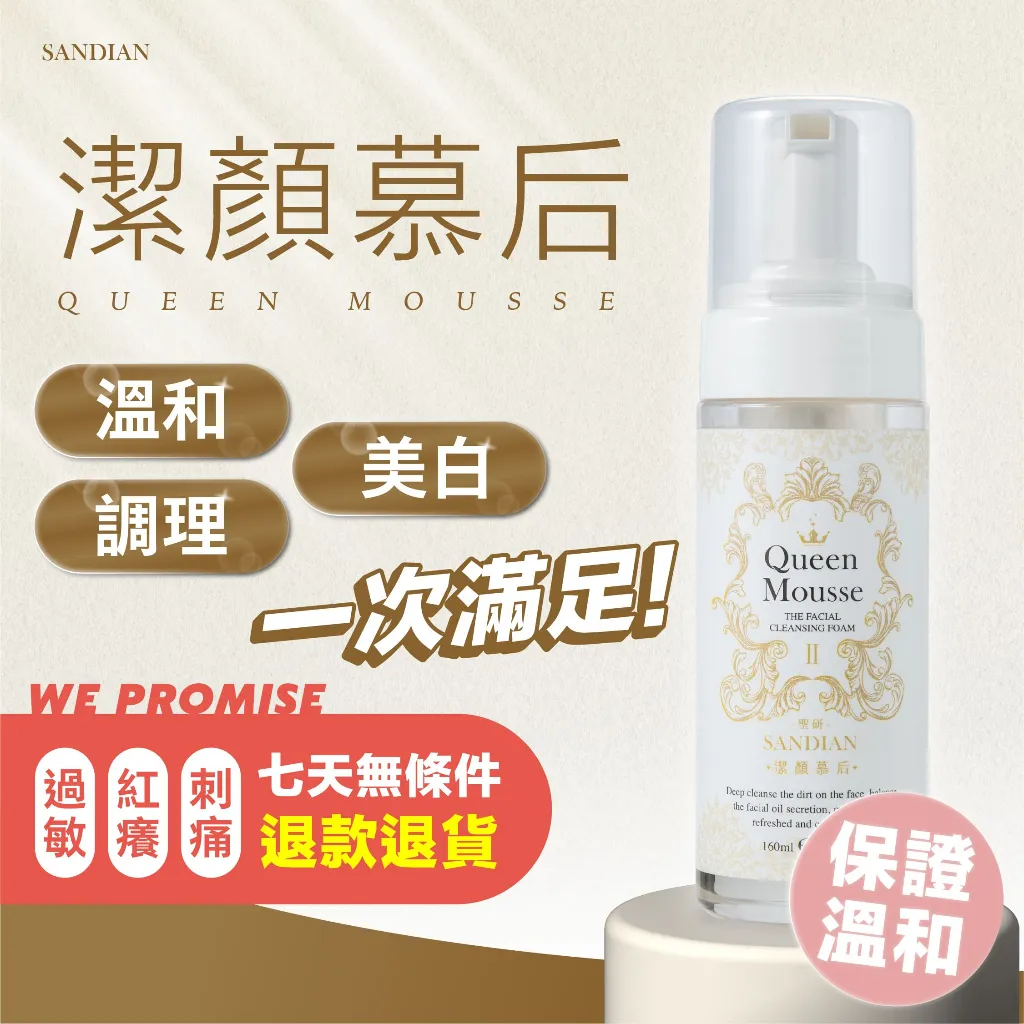 SANDIAN
潔顏慕后
QUEEN MOUSSE
溫和
美白
調理
一次滿足!
WE PROMISE
過敏
紅癢
刺痛
七天無條件
退款退貨
Queen
Mousse
THE FACIAL
CLEANSING FOAM
II
聖研
SANDIAN
潔顏慕后
Deep cleanse the dirt on the face,
the facial oil secretion,
refreshed and
160ml
保證
溫和